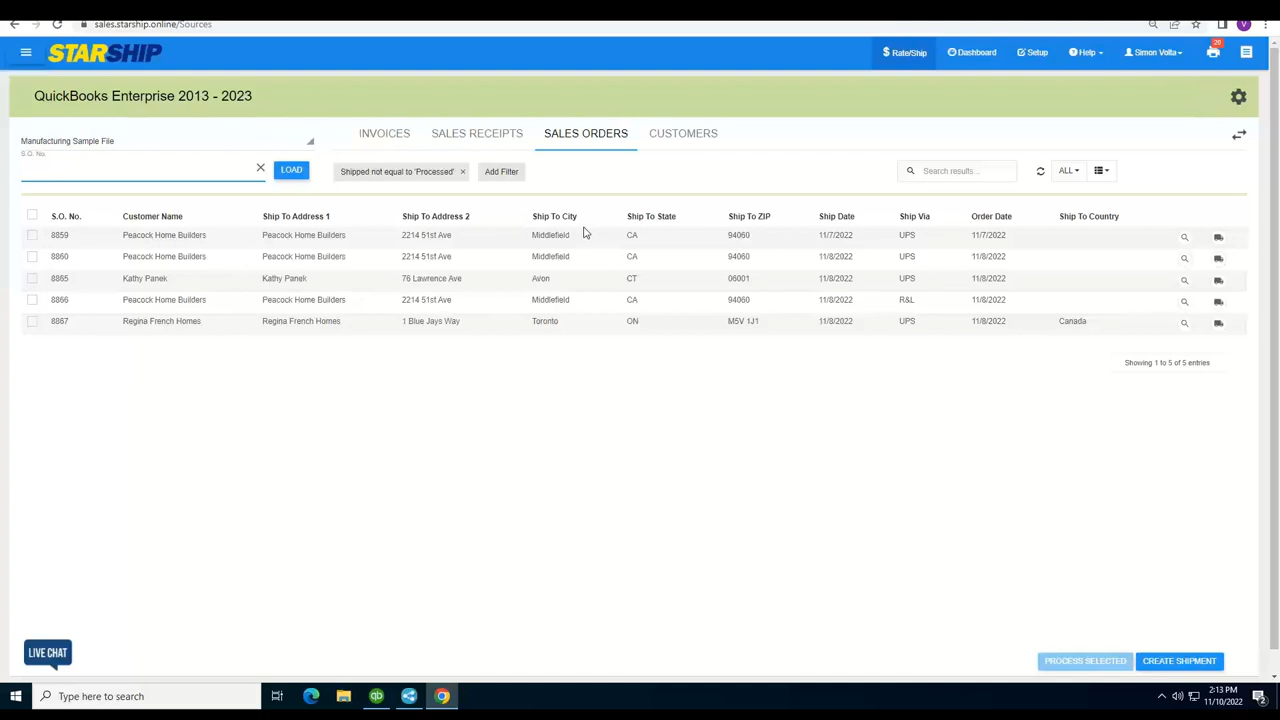 sales.starship.online/Sources
V
STARSHIP
$ Rate/Ship
Dashboard
Setup
Help
Simon Volta
20
QuickBooks Enterprise 2013 - 2023
Manufacturing Sample File
INVOICES SALES RECEIPTS SALES ORDERS CUSTOMERS
S.O. No.
LOAD
Shipped not equal to 'Processed' ×
Add Filter
Search results...
ALL
S.O. No. Customer Name Ship To Address 1 Ship To Address 2 Ship To City Ship To State Ship To ZIP Ship Date Ship Via Order Date Ship To Country
8859 Peacock Home Builders Peacock Home Builders 2214 51st Ave Middlefield CA 94060 11/7/2022 UPS 11/7/2022
8860 Peacock Home Builders Peacock Home Builders 2214 51st Ave Middlefield CA 94060 11/8/2022 UPS 11/8/2022
8865 Kathy Panek Kathy Panek 76 Lawrence Ave Avon CT 06001 11/8/2022 UPS 11/8/2022
8866 Peacock Home Builders Peacock Home Builders 2214 51st Ave Middlefield CA 94060 11/8/2022 R&L 11/8/2022
8867 Regina French Homes Regina French Homes 1 Blue Jays Way Toronto ON M5V 1J1 11/8/2022 UPS 11/8/2022 Canada
Showing 1 to 5 of 5 entries
LIVE CHAT
PROCESS SELECTED
CREATE SHIPMENT
Type here to search
qb
2:13 PM
11/10/2022
2